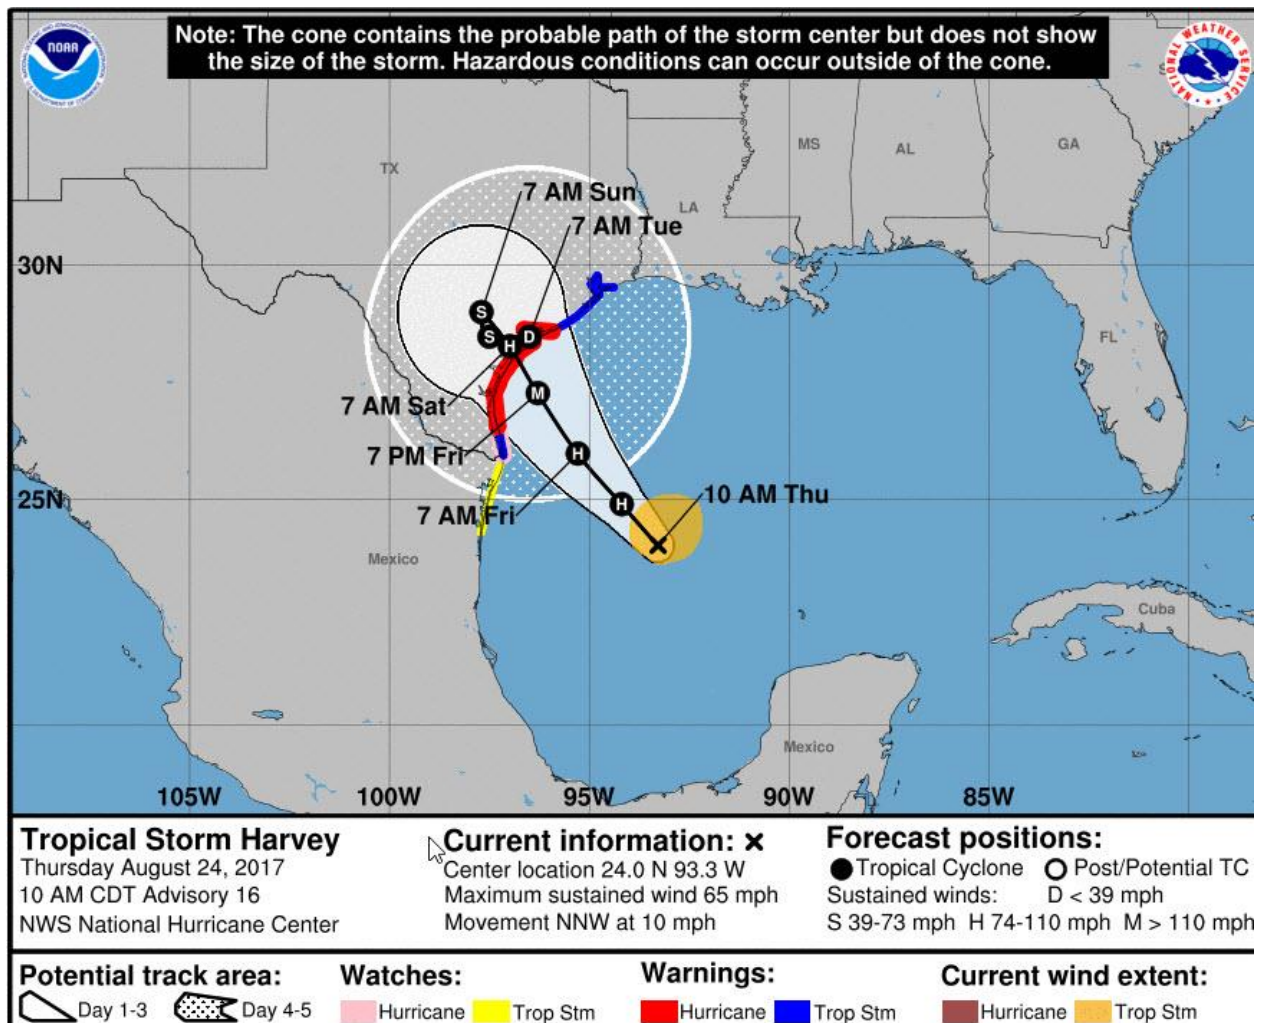 Note: The cone contains the probable path of the storm center but does not show
the size of the storm. Hazardous conditions can occur outside of the cone.
NOAA
NATIONAL WEATHER SERVICE
TX
MS
AL
GA
LA
FL
7 AM Sun
7 AM Tue
30N
S
S
H
D
7 AM Sat
M
7 PM Fri
H
10 AM Thu
25N
7 AM Fri
H
Mexico
Cuba
Mexico
105W
100W
95W
90W
85W
Tropical Storm Harvey
Thursday August 24, 2017
10 AM CDT Advisory 16
NWS National Hurricane Center
Current information: ×
Center location 24.0 N 93.3 W
Maximum sustained wind 65 mph
Movement NNW at 10 mph
Forecast positions:
Tropical Cyclone Post/Potential TC
Sustained winds: D < 39 mph
S 39-73 mph H 74-110 mph M > 110 mph
Potential track area:
Day 1-3 Day 4-5
Watches:
Hurricane Trop Stm
Warnings:
Hurricane Trop Stm
Current wind extent:
Hurricane Trop Stm